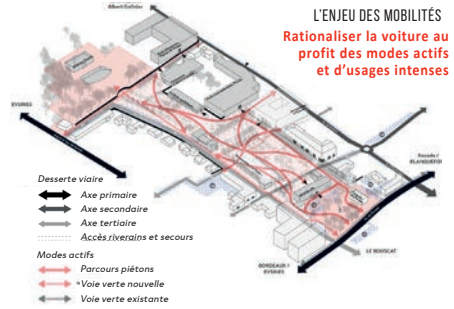 L'ENJEU DES MOBILITÉS
Rationaliser la voiture au
profit des modes actifs
et d'usages intenses
EYSINES
BLANQUEFORT
LE BOUSCAT
BORDEAUX /
EYSINES
Desserte viaire
Axe primaire
Axe secondaire
Axe tertiaire
Accès riverains et secours
Modes actifs
Parcours piétons
Voie verte nouvelle
Voie verte existante